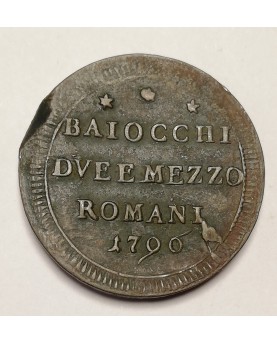 BAIOCCHI
DVE E MEZZO
ROMANI
1796